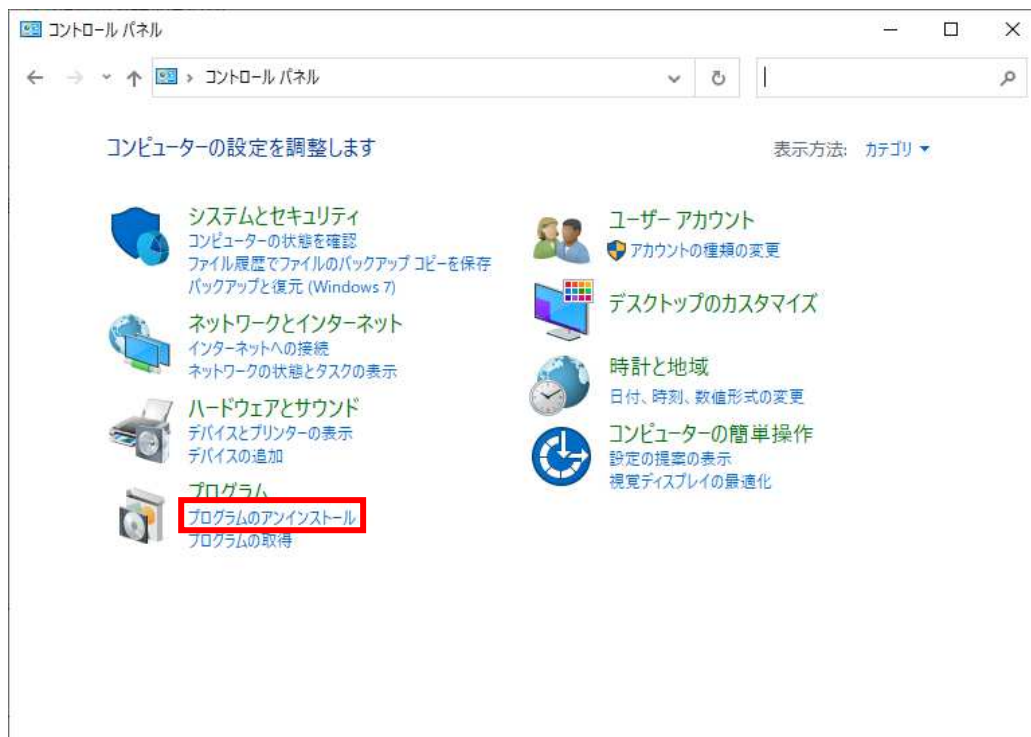 コントロール パネル
コントロール パネル
コンピューターの設定を調整します
表示方法: カテゴリ
システムとセキュリティ
コンピューターの状態を確認
ファイル履歴でファイルのバックアップ コピーを保存
バックアップと復元 (Windows 7)
ネットワークとインターネット
インターネットへの接続
ネットワークの状態とタスクの表示
ハードウェアとサウンド
デバイスとプリンターの表示
デバイスの追加
プログラム
プログラムのアンインストール
プログラムの取得
ユーザー アカウント
アカウントの種類の変更
デスクトップのカスタマイズ
時計と地域
日付、時刻、数値形式の変更
コンピューターの簡単操作
設定の提案の表示
視覚ディスプレイの最適化